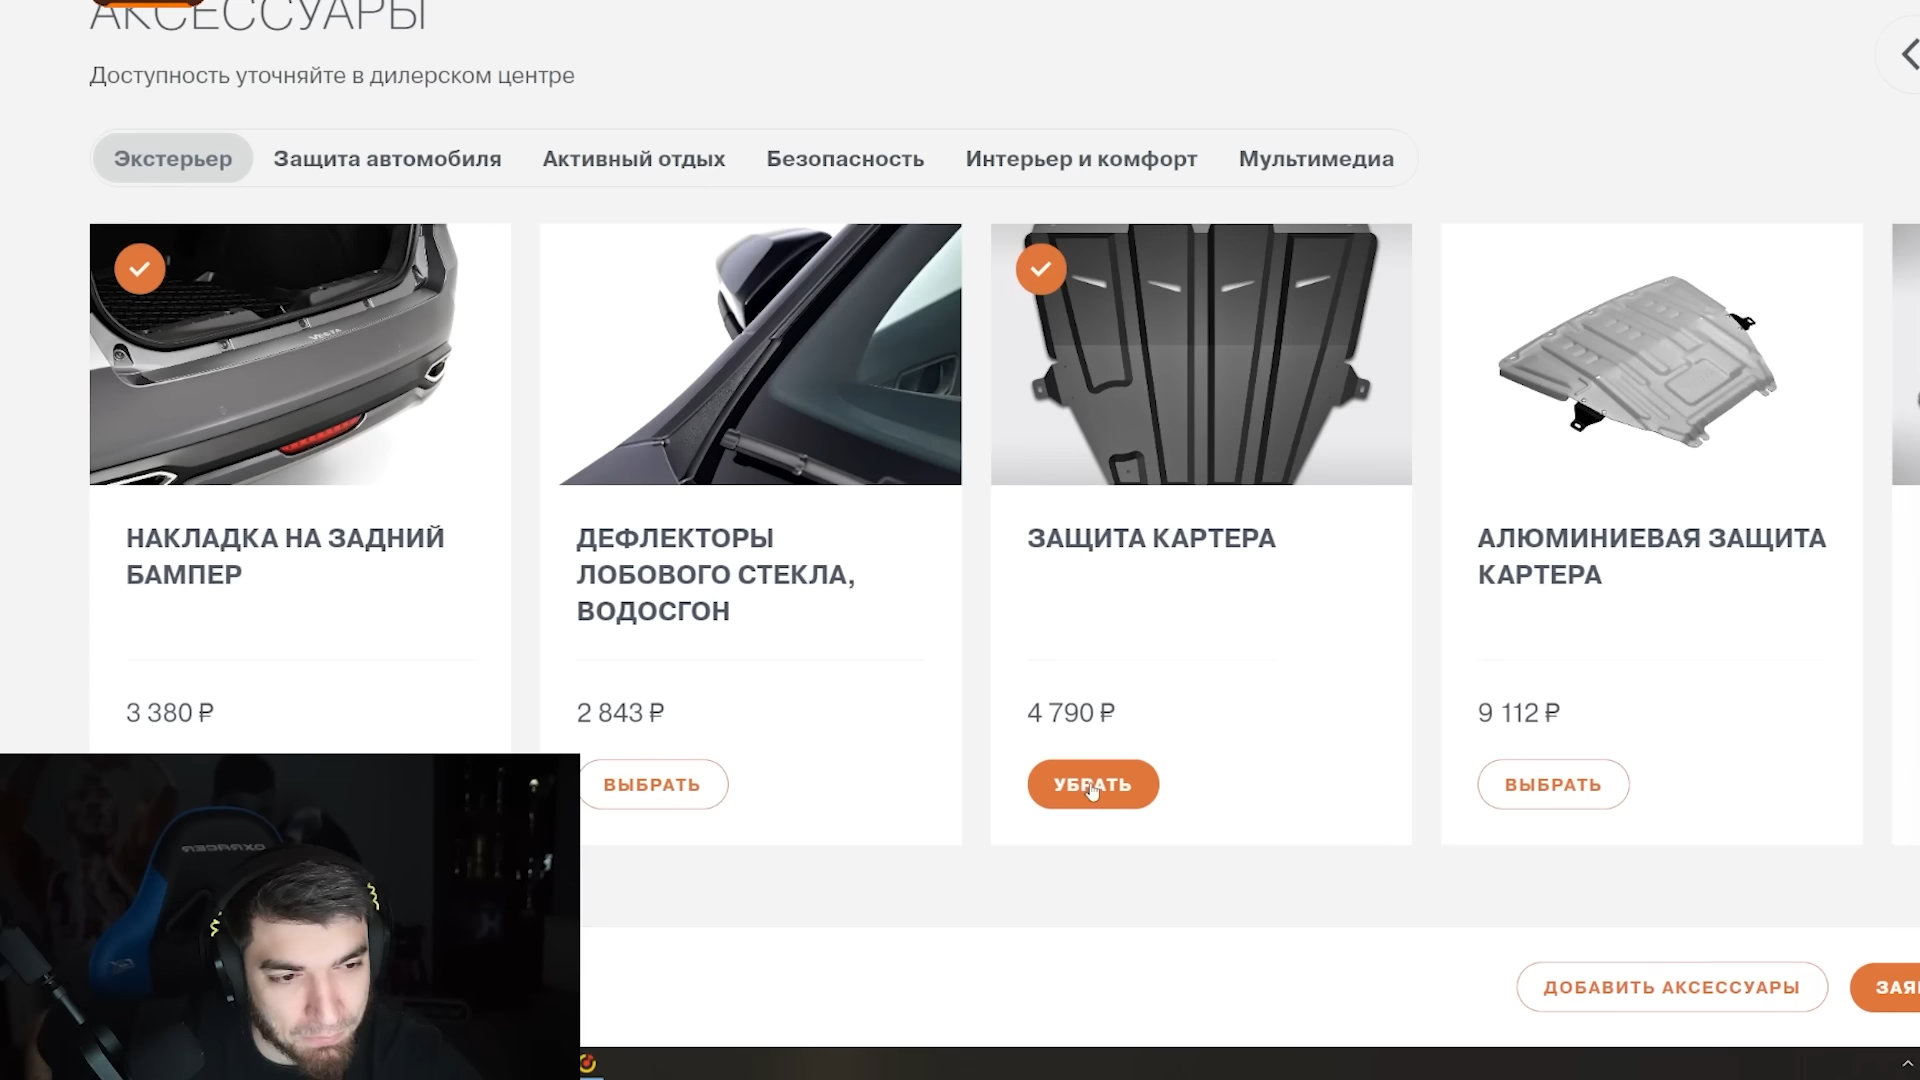 АКСЕССУАРЫ
Доступность уточняйте в дилерском центре
Экстерьер Защита автомобиля Активный отдых Безопасность Интерьер и комфорт Мультимедиа
НАКЛАДКА НА ЗАДНИЙ
БАМПЕР
3 380 ₽
ДЕФЛЕКТОРЫ
ЛОБОВОГО СТЕКЛА,
ВОДОСГОН
2 843 ₽
ВЫБРАТЬ
ЗАЩИТА КАРТЕРА
4 790 ₽
УБРАТЬ
АЛЮМИНИЕВАЯ ЗАЩИТА
КАРТЕРА
9 112 ₽
ВЫБРАТЬ
DXRACER
ДОБАВИТЬ АКСЕССУАРЫ